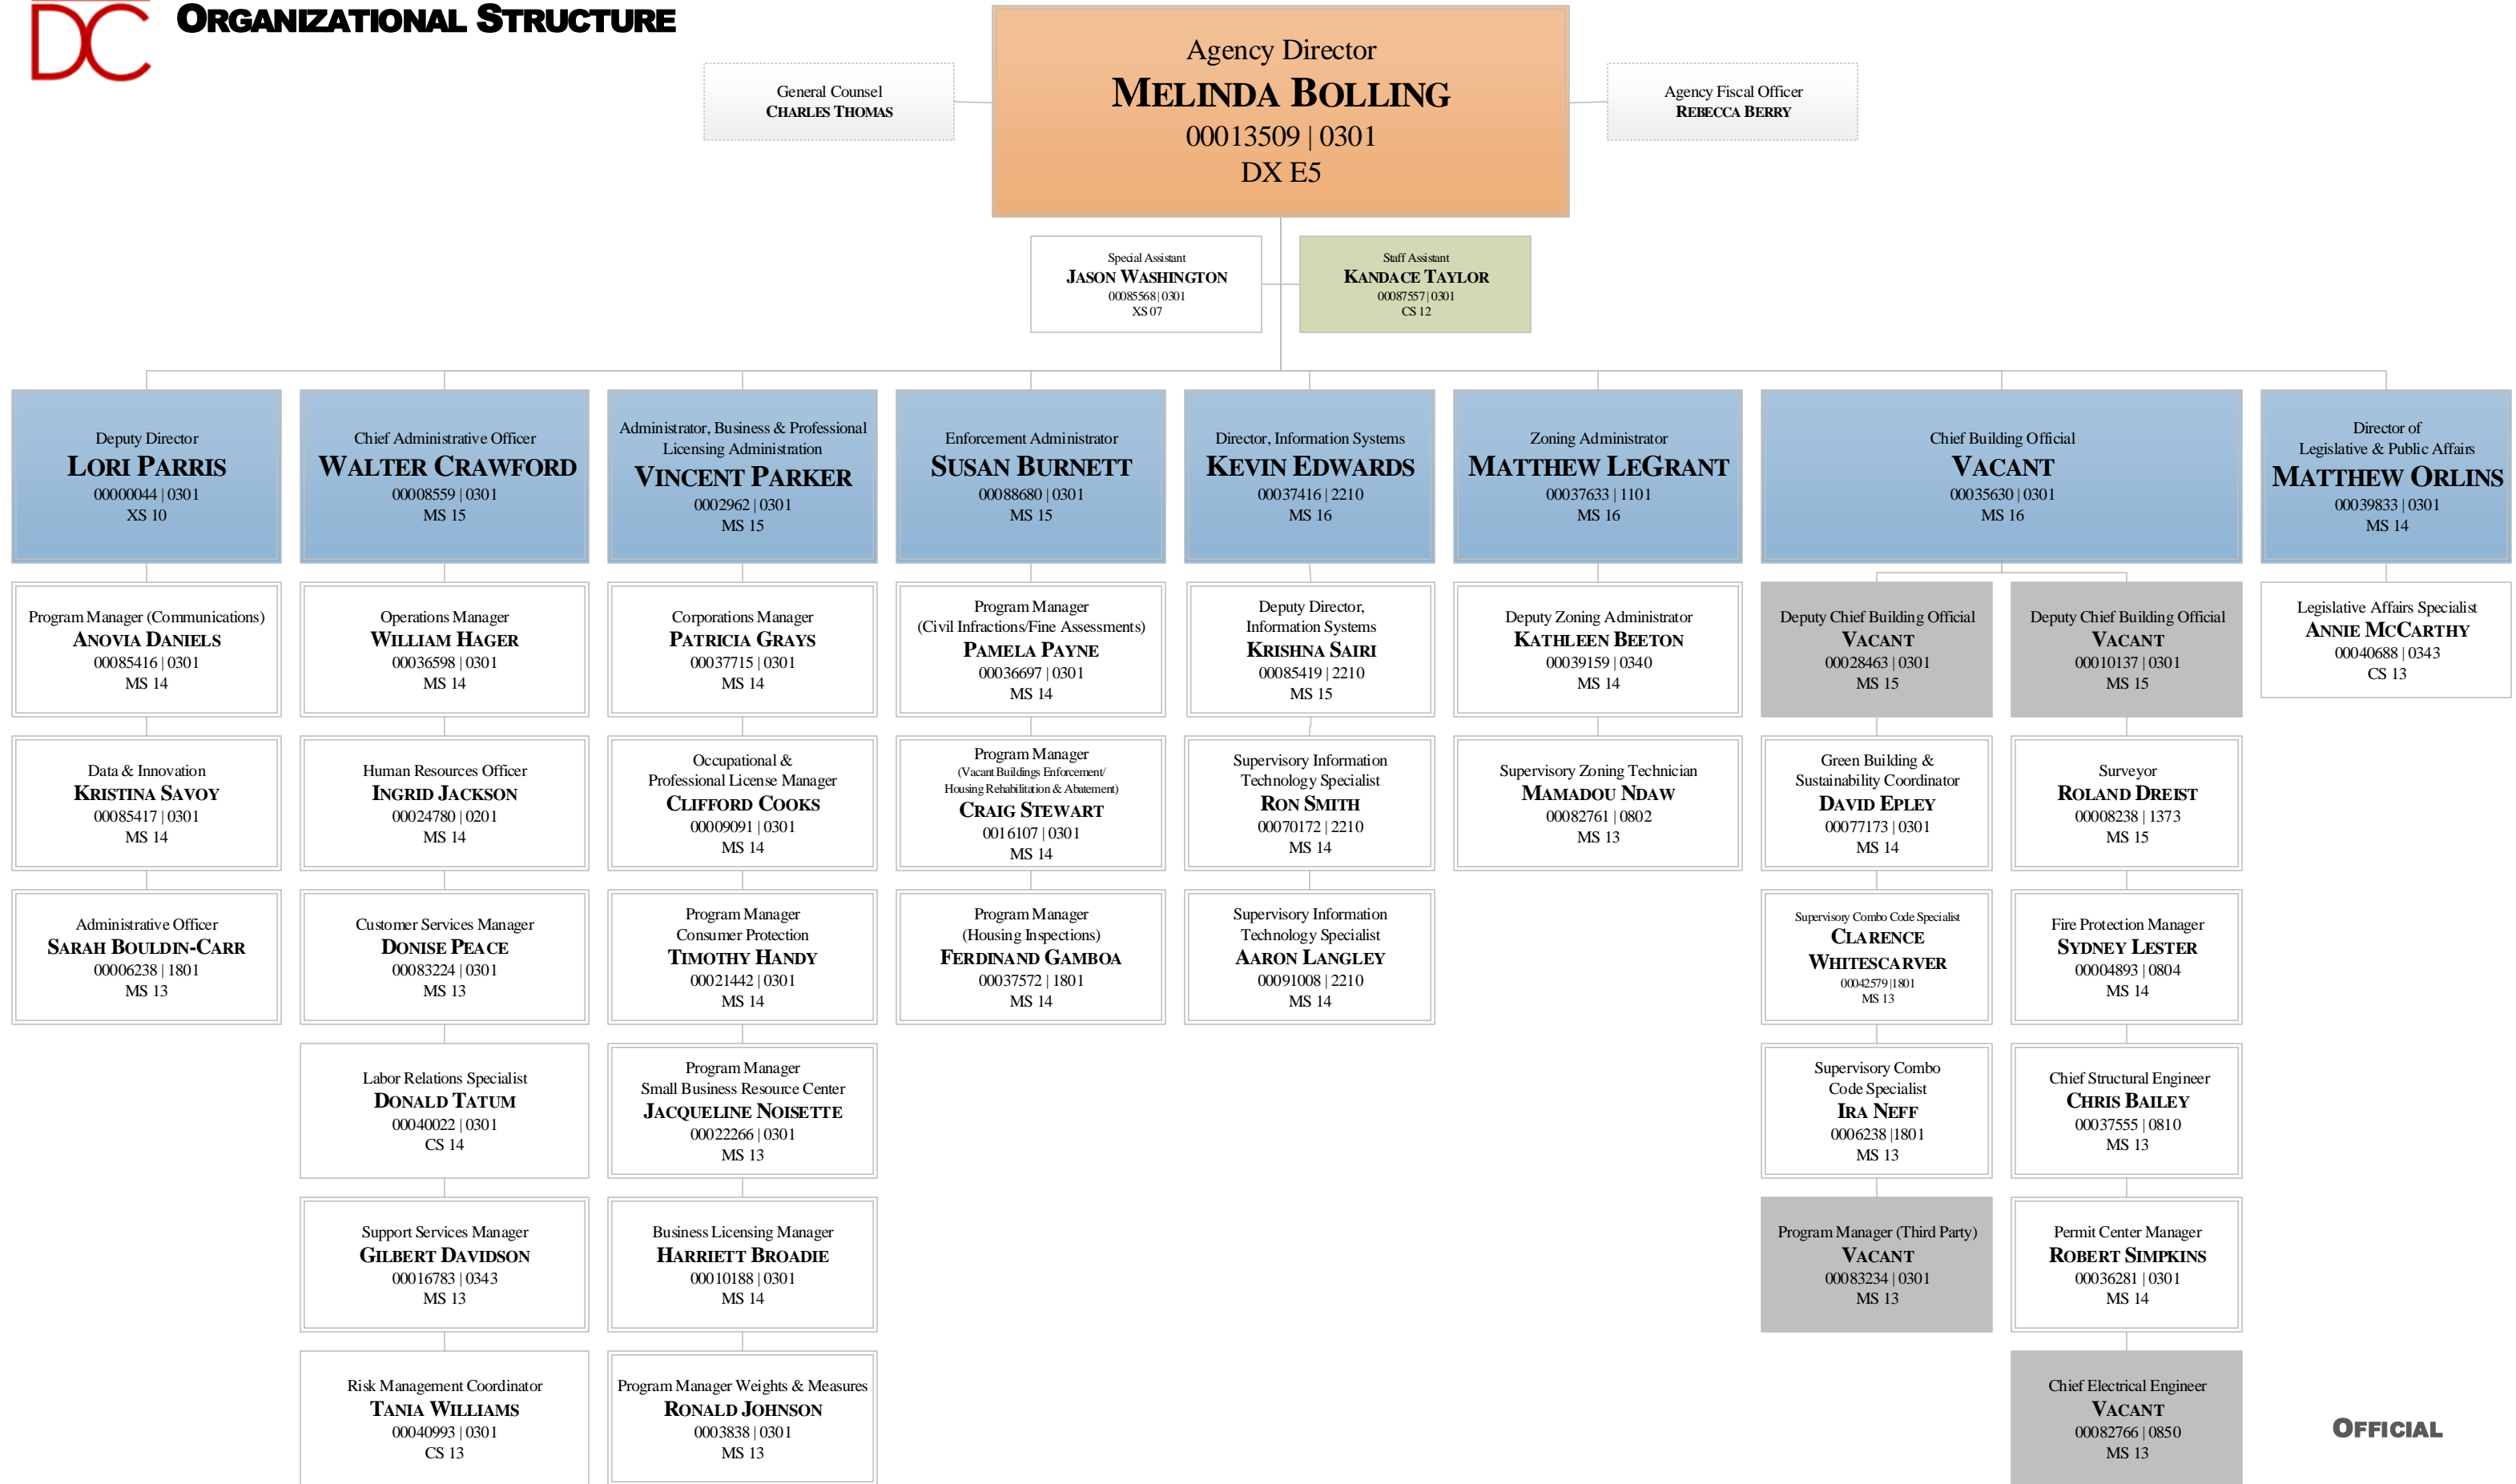 DC
ORGANIZATIONAL STRUCTURE
Agency Director
MELINDA BOLLING
00013509 | 0301
DX E5
General Counsel
CHARLES THOMAS
Agency Fiscal Officer
REBECCA BERRY
Special Assistant
JASON WASHINGTON
00085568 | 0301
XS 07
Staff Assistant
KANDACE TAYLOR
00087557 | 0301
CS 12
Deputy Director
LORI PARRIS
00000044 | 0301
XS 10
Program Manager (Communications)
ANOVIA DANIELS
00085416 | 0301
MS 14
Data & Innovation
KRISTINA SAVOY
00085417 | 0301
MS 14
Administrative Officer
SARAH BOULDIN-CARR
00006238 | 1801
MS 13
Chief Administrative Officer
WALTER CRAWFORD
00008559 | 0301
MS 15
Operations Manager
WILLIAM HAGER
00036598 | 0301
MS 14
Human Resources Officer
INGRID JACKSON
00024780 | 0201
MS 14
Customer Services Manager
DONISE PEACE
00083224 | 0301
MS 13
Labor Relations Specialist
DONALD TATUM
00040022 | 0301
CS 14
Support Services Manager
GILBERT DAVIDSON
00016783 | 0343
MS 13
Risk Management Coordinator
TANIA WILLIAMS
00040993 | 0301
CS 13
Administrator, Business & Professional
Licensing Administration
VINCENT PARKER
0002962 | 0301
MS 15
Corporations Manager
PATRICIA GRAYS
00037715 | 0301
MS 14
Occupational &
Professional License Manager
CLIFFORD COOKS
00009091 | 0301
MS 14
Program Manager
Consumer Protection
TIMOTHY HANDY
00021442 | 0301
MS 14
Program Manager
Small Business Resource Center
JACQUELINE NOISETTE
00022266 | 0301
MS 13
Business Licensing Manager
HARRIETT BROADIE
00010188 | 0301
MS 14
Program Manager Weights & Measures
RONALD JOHNSON
0003838 | 0301
MS 13
Enforcement Administrator
SUSAN BURNETT
00088680 | 0301
MS 15
Program Manager
(Civil Infractions/Fine Assessments)
PAMELA PAYNE
00036697 | 0301
MS 14
Program Manager
(Vacant Buildings Enforcement/
Housing Rehabilitation & Abatement)
CRAIG STEWART
0016107 | 0301
MS 14
Program Manager
(Housing Inspections)
FERDINAND GAMBOA
00037572 | 1801
MS 14
Director, Information Systems
KEVIN EDWARDS
00037416 | 2210
MS 16
Deputy Director,
Information Systems
KRISHNA SAIRI
00085419 | 2210
MS 15
Supervisory Information
Technology Specialist
RON SMITH
00070172 | 2210
MS 14
Supervisory Information
Technology Specialist
AARON LANGLEY
00091008 | 2210
MS 14
Zoning Administrator
MATTHEW LEGRANT
00037633 | 1101
MS 16
Deputy Zoning Administrator
KATHLEEN BEETON
00039159 | 0340
MS 14
Supervisory Zoning Technician
MAMADOU NDAW
00082761 | 0802
MS 13
Chief Building Official
VACANT
00035630 | 0301
MS 16
Deputy Chief Building Official
VACANT
00028463 | 0301
MS 15
Green Building &
Sustainability Coordinator
DAVID EPLEY
00077173 | 0301
MS 14
Supervisory Combo Code Specialist
CLARENCE
WHITESCARVER
00042579 |1801
MS 13
Supervisory Combo
Code Specialist
IRA NEFF
0006238 |1801
MS 13
Program Manager (Third Party)
VACANT
00083234 | 0301
MS 13
Deputy Chief Building Official
VACANT
00010137 | 0301
MS 15
Surveyor
ROLAND DREIST
00008238 | 1373
MS 15
Fire Protection Manager
SYDNEY LESTER
00004893 | 0804
MS 14
Chief Structural Engineer
CHRIS BAILEY
00037555 | 0810
MS 13
Permit Center Manager
ROBERT SIMPKINS
00036281 | 0301
MS 14
Chief Electrical Engineer
VACANT
00082766 | 0850
MS 13
Director of
Legislative & Public Affairs
MATTHEW ORLINS
00039833 | 0301
MS 14
Legislative Affairs Specialist
ANNIE MCCARTHY
00040688 | 0343
CS 13
OFFICIAL